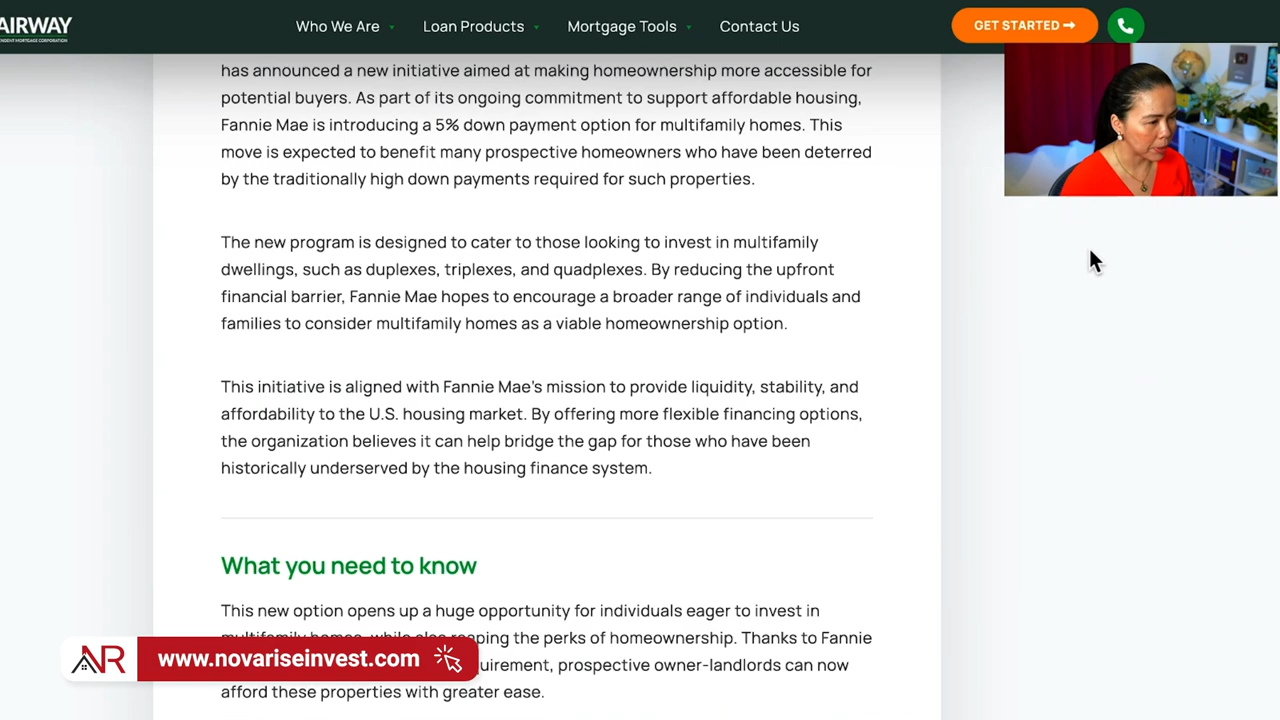 AIRWAY
Who We Are
Loan Products
Mortgage Tools
Contact Us
GET STARTED ➞
has announced a new initiative aimed at making homeownership more accessible for
potential buyers. As part of its ongoing commitment to support affordable housing,
Fannie Mae is introducing a 5% down payment option for multifamily homes. This
move is expected to benefit many prospective homeowners who have been deterred
by the traditionally high down payments required for such properties.
The new program is designed to cater to those looking to invest in multifamily
dwellings, such as duplexes, triplexes, and quadplexes. By reducing the upfront
financial barrier, Fannie Mae hopes to encourage a broader range of individuals and
families to consider multifamily homes as a viable homeownership option.
This initiative is aligned with Fannie Mae's mission to provide liquidity, stability, and
affordability to the U.S. housing market. By offering more flexible financing options,
the organization believes it can help bridge the gap for those who have been
historically underserved by the housing finance system.
What you need to know
This new option opens up a huge opportunity for individuals eager to invest in
multifamily homes, while also reaping the perks of homeownership. Thanks to Fannie
quirement, prospective owner-landlords can now
afford these properties with greater ease.
NR
www.novariseinvest.com